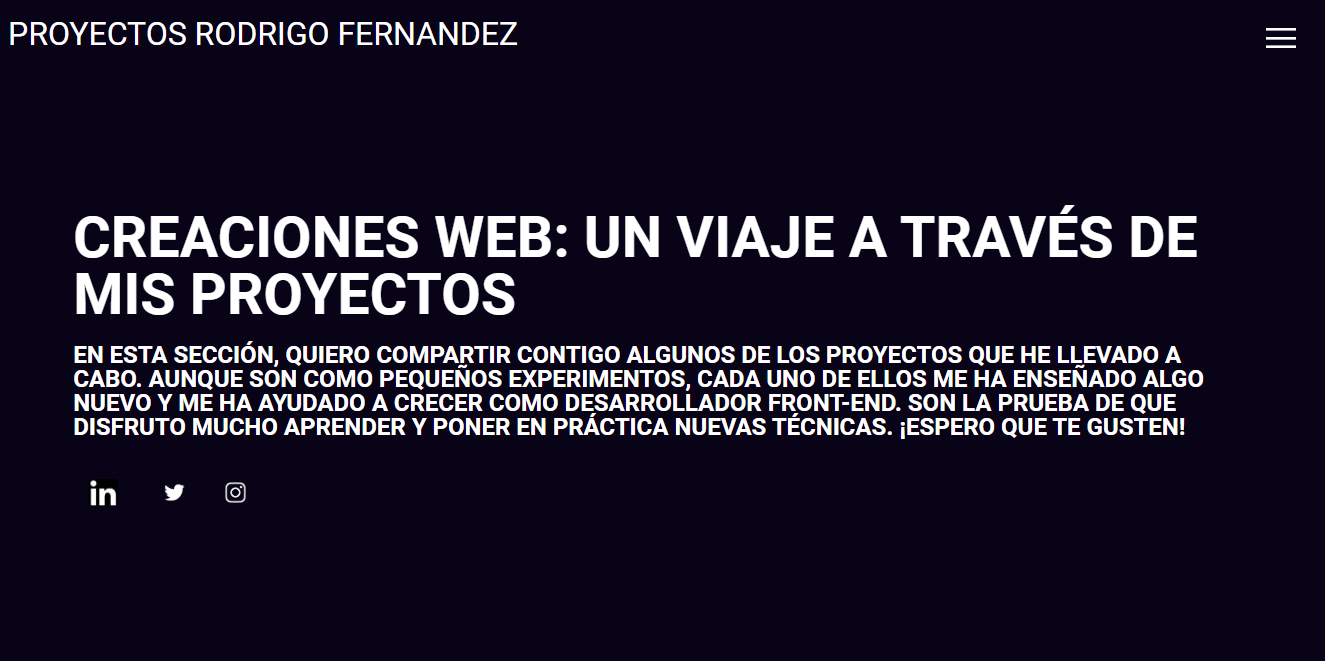 PROYECTOS RODRIGO FERNANDEZ
CREACIONES WEB: UN VIAJE A TRAVÉS DE
MIS PROYECTOS
EN ESTA SECCIÓN, QUIERO COMPARTIR CONTIGO ALGUNOS DE LOS PROYECTOS QUE HE LLEVADO A
CABO. AUNQUE SON COMO PEQUEÑOS EXPERIMENTOS, CADA UNO DE ELLOS ME HA ENSEÑADO ALGO
NUEVO Y ME HA AYUDADO A CRECER COMO DESARROLLADOR FRONT-END. SON LA PRUEBA DE QUE
DISFRUTO MUCHO APRENDER Y PONER EN PRÁCTICA NUEVAS TÉCNICAS. ¡ESPERO QUE TE GUSTEN!
in